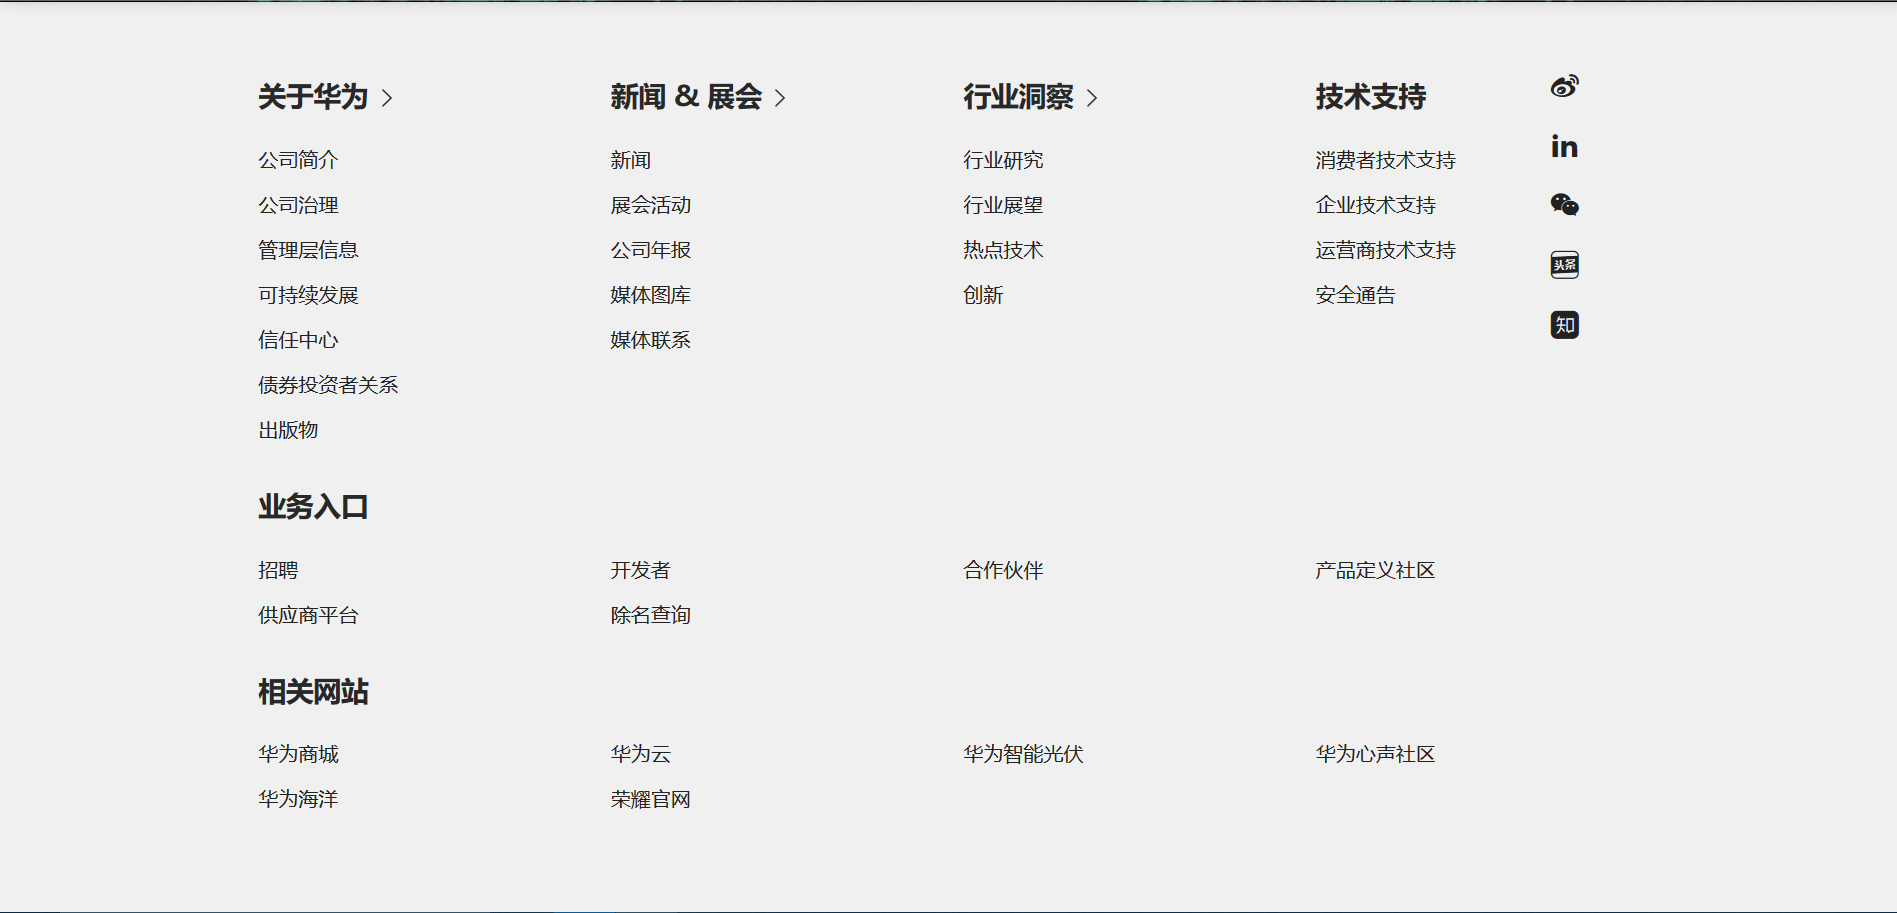 关于华为
公司简介
公司治理
管理层信息
可持续发展
信任中心
债券投资者关系
出版物
新闻 & 展会
新闻
展会活动
公司年报
媒体图库
媒体联系
行业洞察
行业研究
行业展望
热点技术
创新
技术支持
消费者技术支持
企业技术支持
运营商技术支持
安全通告
in
头条
知
业务入口
招聘
开发者
合作伙伴
产品定义社区
供应商平台
除名查询
相关网站
华为商城
华为云
华为智能光伏
华为心声社区
华为海洋
荣耀官网